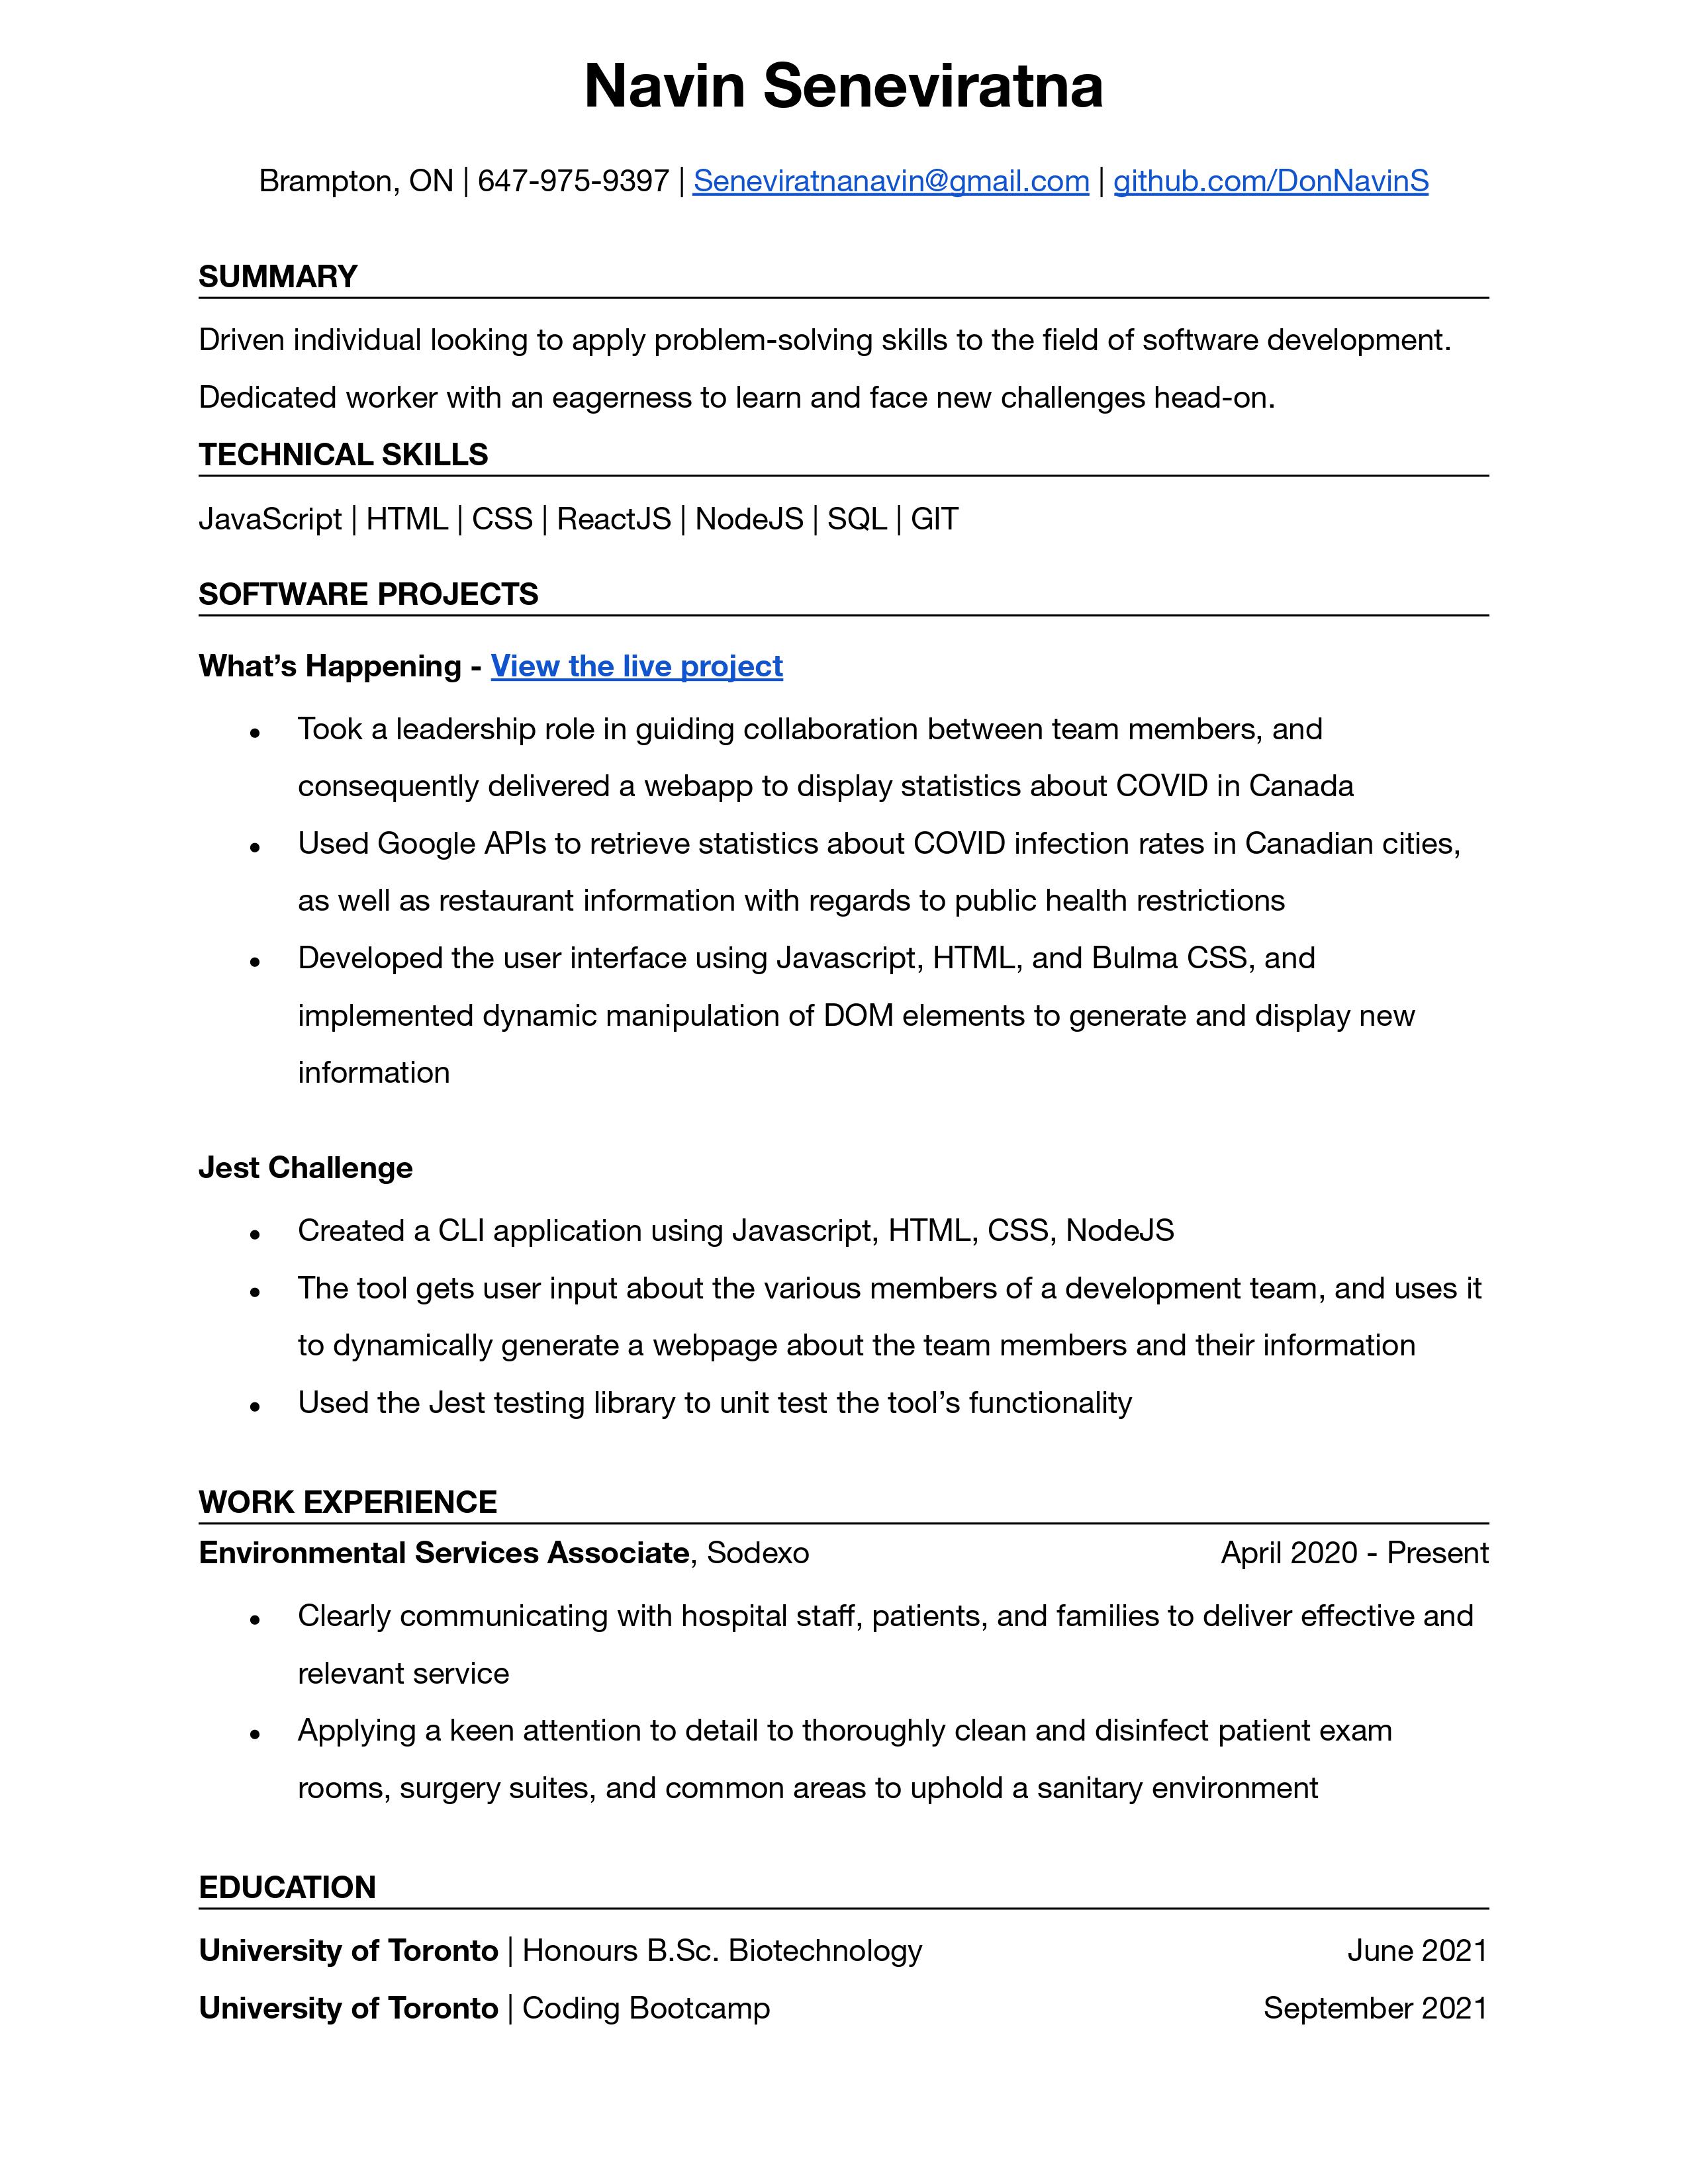 Navin Seneviratna
Brampton, ON | 647-975-9397 | Seneviratnanavin@gmail.com | github.com/DonNavinS
SUMMARY
Driven individual looking to apply problem-solving skills to the field of software development.
Dedicated worker with an eagerness to learn and face new challenges head-on.
TECHNICAL SKILLS
JavaScript | HTML | CSS | ReactJS | NodeJS | SQL | GIT
SOFTWARE PROJECTS
What’s Happening - View the live project
● Took a leadership role in guiding collaboration between team members, and
consequently delivered a webapp to display statistics about COVID in Canada
● Used Google APIs to retrieve statistics about COVID infection rates in Canadian cities,
as well as restaurant information with regards to public health restrictions
● Developed the user interface using Javascript, HTML, and Bulma CSS, and
implemented dynamic manipulation of DOM elements to generate and display new
information
Jest Challenge
● Created a CLI application using Javascript, HTML, CSS, NodeJS
● The tool gets user input about the various members of a development team, and uses it
to dynamically generate a webpage about the team members and their information
● Used the Jest testing library to unit test the tool’s functionality
WORK EXPERIENCE
Environmental Services Associate, Sodexo April 2020 - Present
● Clearly communicating with hospital staff, patients, and families to deliver effective and
relevant service
● Applying a keen attention to detail to thoroughly clean and disinfect patient exam
rooms, surgery suites, and common areas to uphold a sanitary environment
EDUCATION
University of Toronto | Honours B.Sc. Biotechnology June 2021
University of Toronto | Coding Bootcamp September 2021